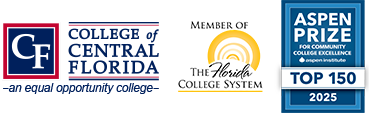 CF
COLLEGE of
CENTRAL
FLORIDA
–an equal opportunity college–
MEMBER OF
THE Florida
COLLEGE SYSTEM
ASPEN
PRIZE
FOR COMMUNITY
COLLEGE EXCELLENCE
aspen institute
TOP 150
2025